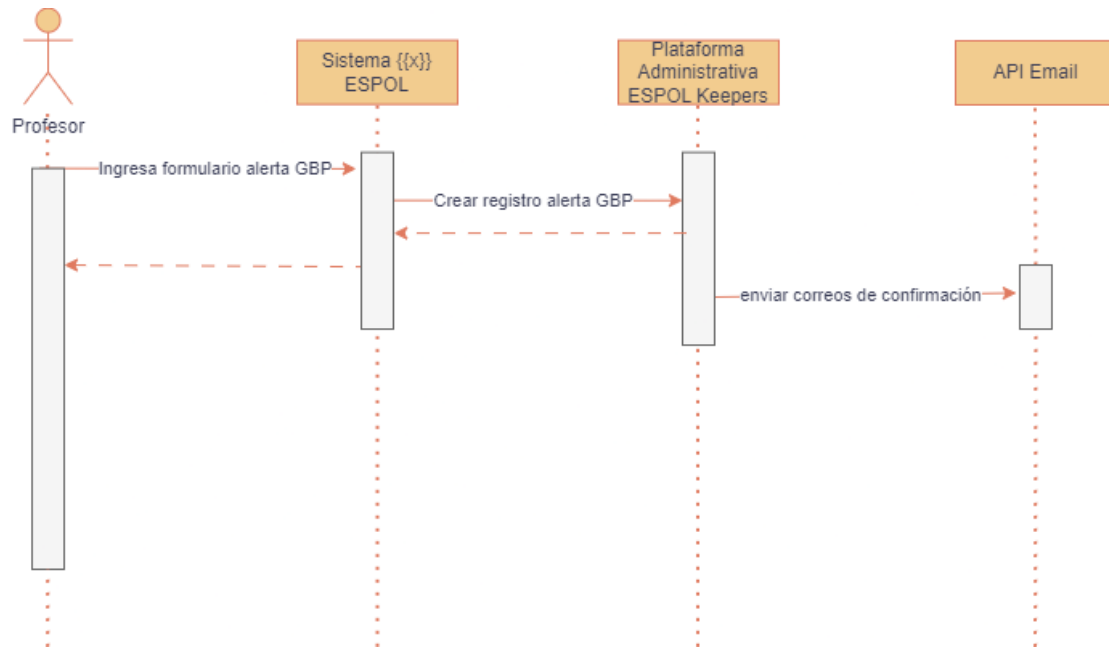 Sistema {{x}}
ESPOL
Plataforma
Administrativa
ESPOL Keepers
API Email
Profesor
Ingresa formulario alerta GBP
Crear registro alerta GBP
enviar correos de confirmación